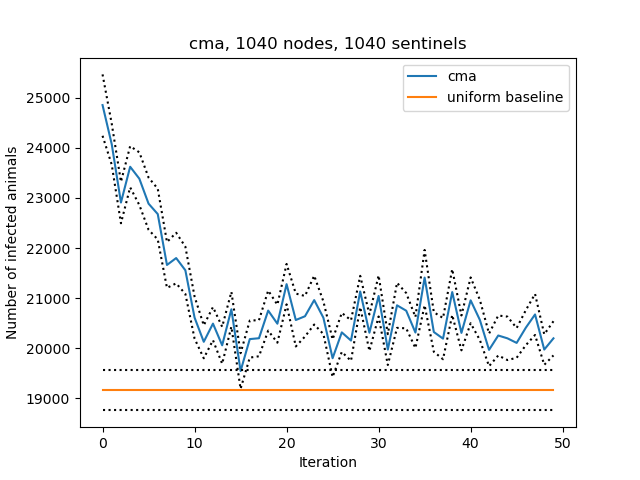 cma, 1040 nodes, 1040 sentinels
cma
uniform baseline
Number of infected animals
25000
24000
23000
22000
21000
20000
19000
0 10 20 30 40 50
Iteration